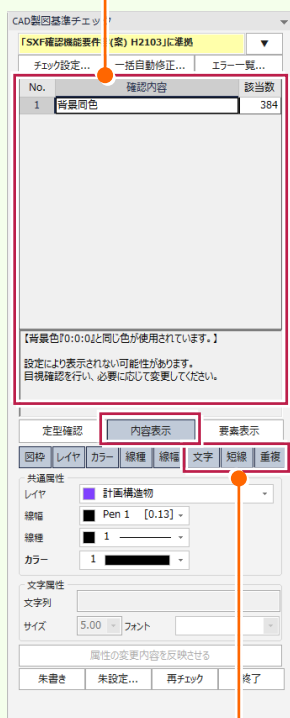 CAD製図基準チェック
「SXF確認機能要件 (案) H2103」に準拠 ▼
チェック設定... 一括自動修正... エラー一覧...
No. 確認内容 該当数
1 背景同色 384
【背景色『0:0:0』と同じ色が使用されています。】
設定により表示されない可能性があります。
目視確認を行い、必要に応じて変更してください。
定型確認 内容表示 要素表示
図枠 レイヤ カラー 線種 線幅 文字 短線 重複
共通属性
レイヤ 計画構造物
線幅 Pen 1 [0.13]
線種 1
カラー 1
文字属性
文字列
サイズ 5.00 フォント
属性の変更内容を反映させる
朱書き 朱設定... 再チェック 終了